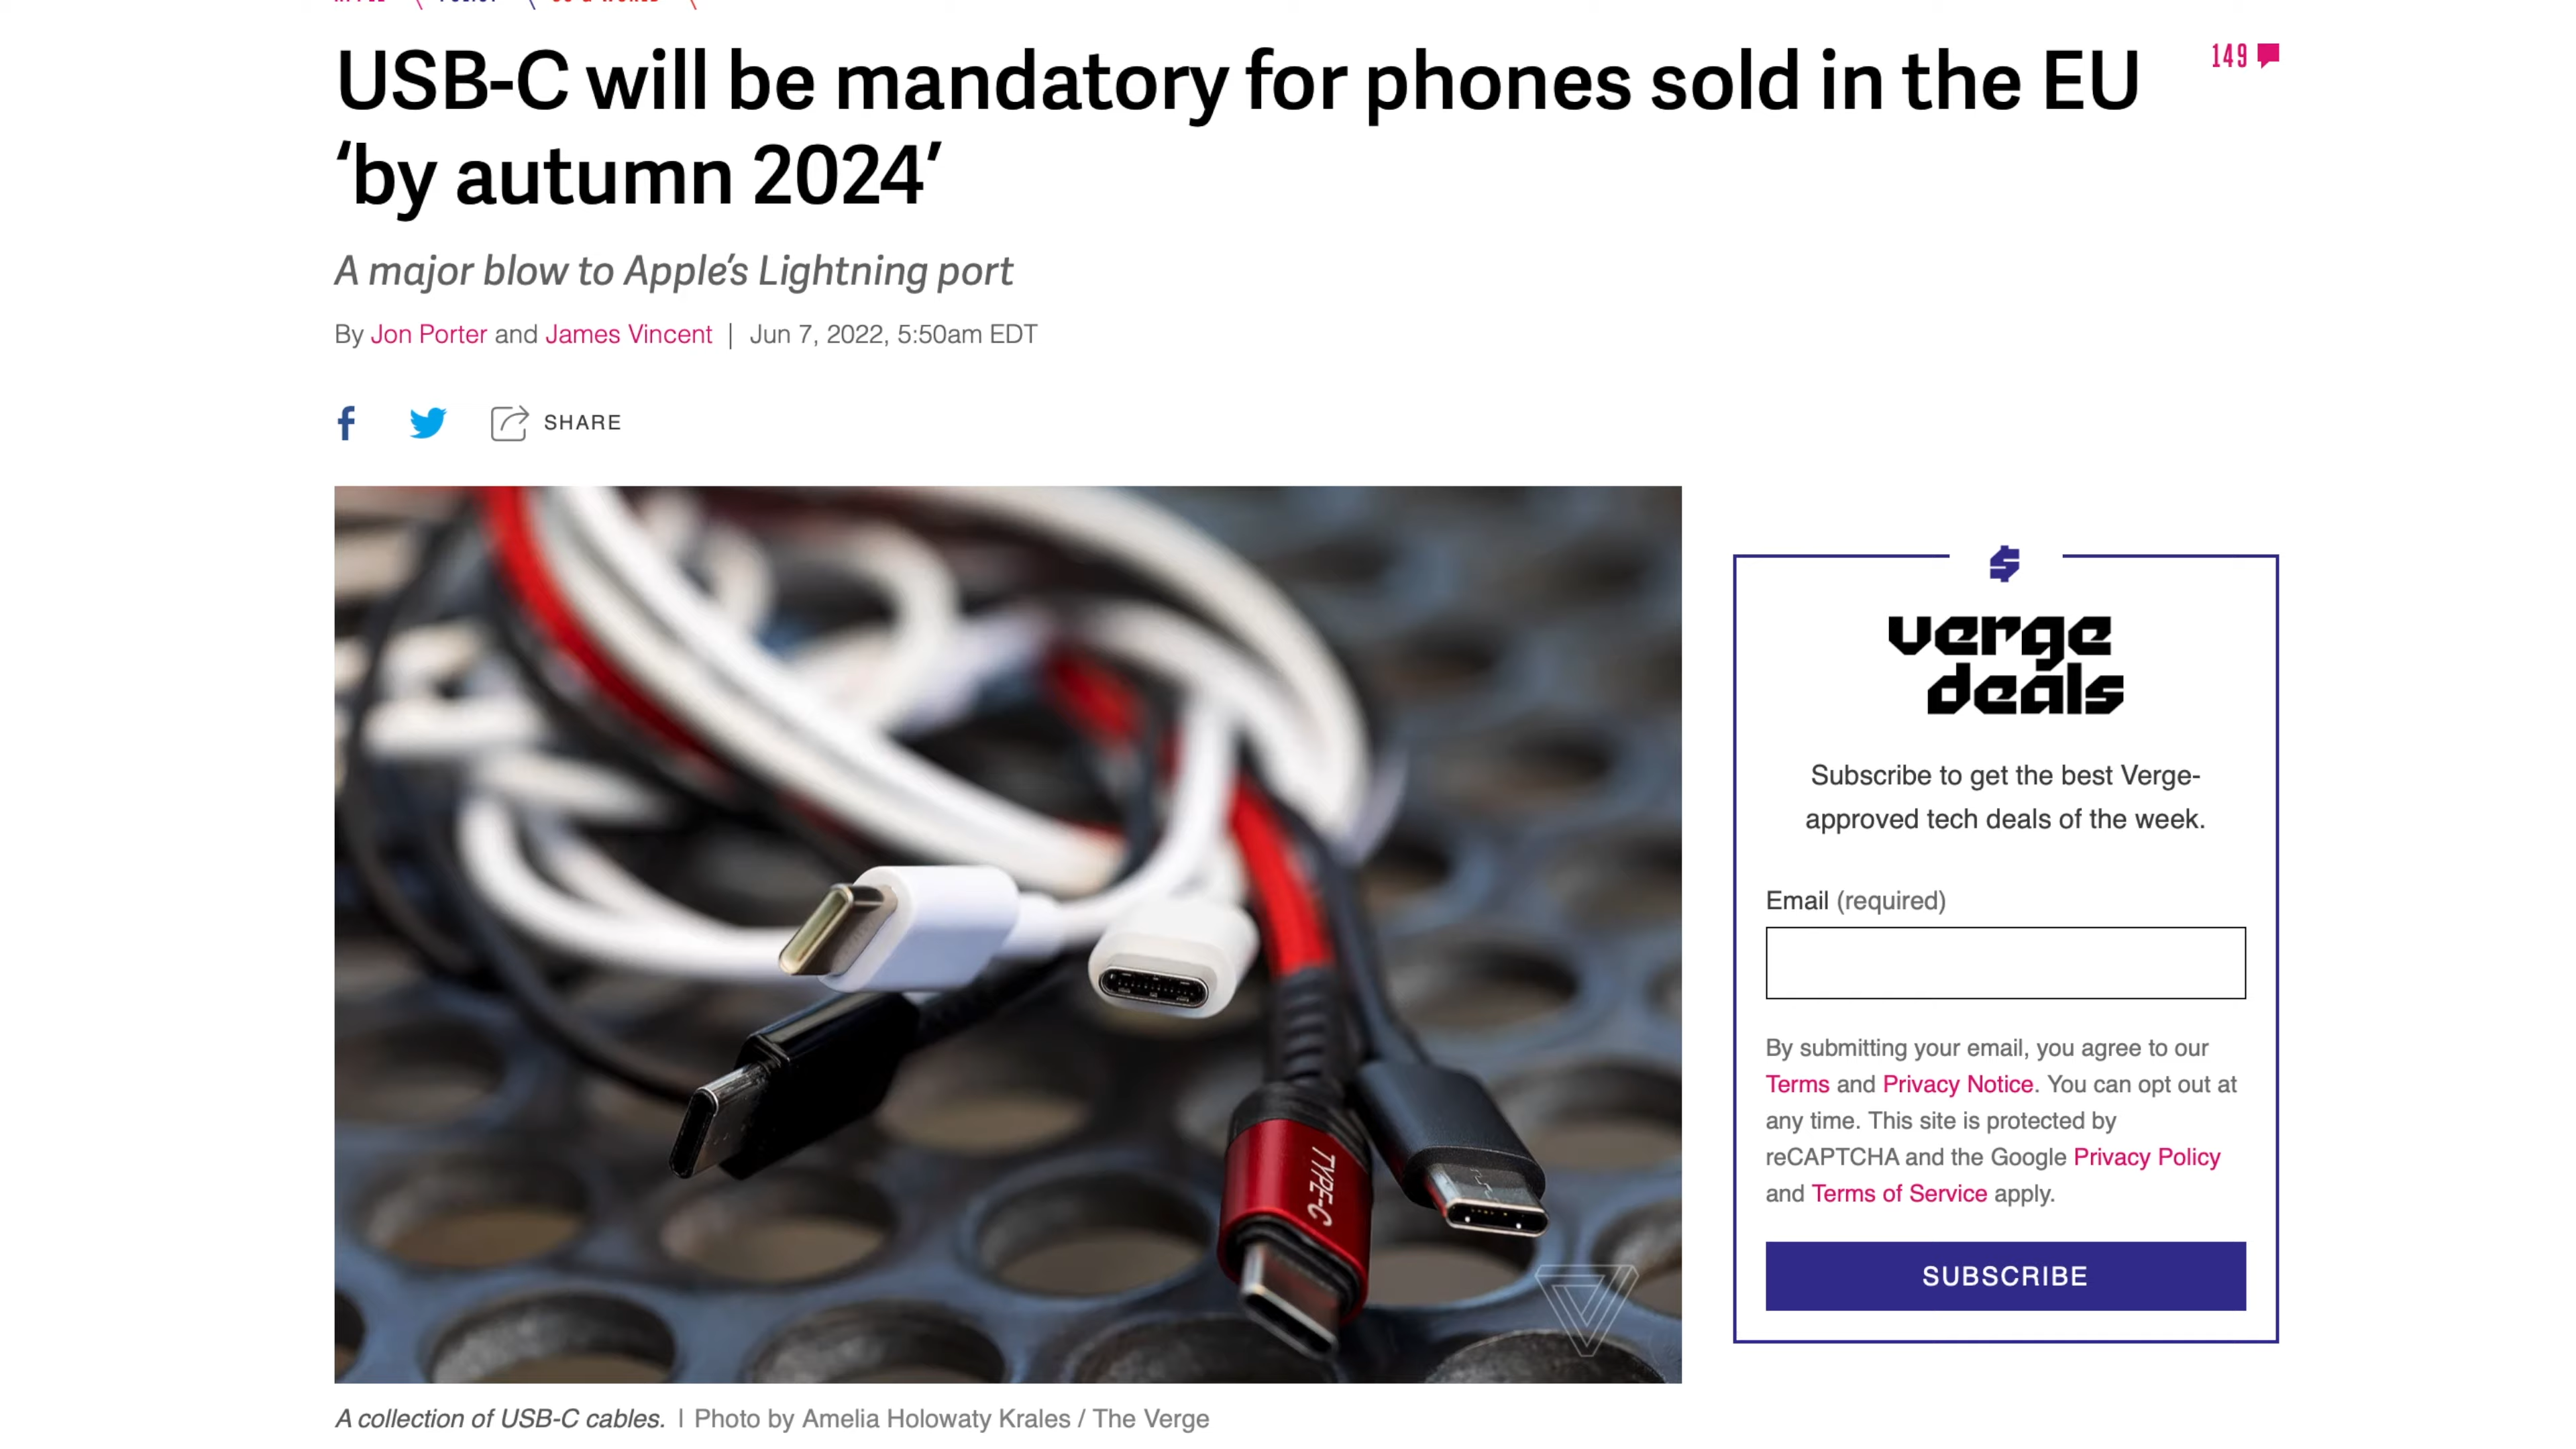 USB-C will be mandatory for phones sold in the EU
‘by autumn 2024’
149
A major blow to Apple’s Lightning port
By Jon Porter and James Vincent | Jun 7, 2022, 5:50am EDT
f
SHARE
TYPE-C
$
verge
deals
Subscribe to get the best Verge-
approved tech deals of the week.
Email (required)
By submitting your email, you agree to our
Terms and Privacy Notice. You can opt out at
any time. This site is protected by
reCAPTCHA and the Google Privacy Policy
and Terms of Service apply.
SUBSCRIBE
A collection of USB-C cables. | Photo by Amelia Holowaty Krales / The Verge